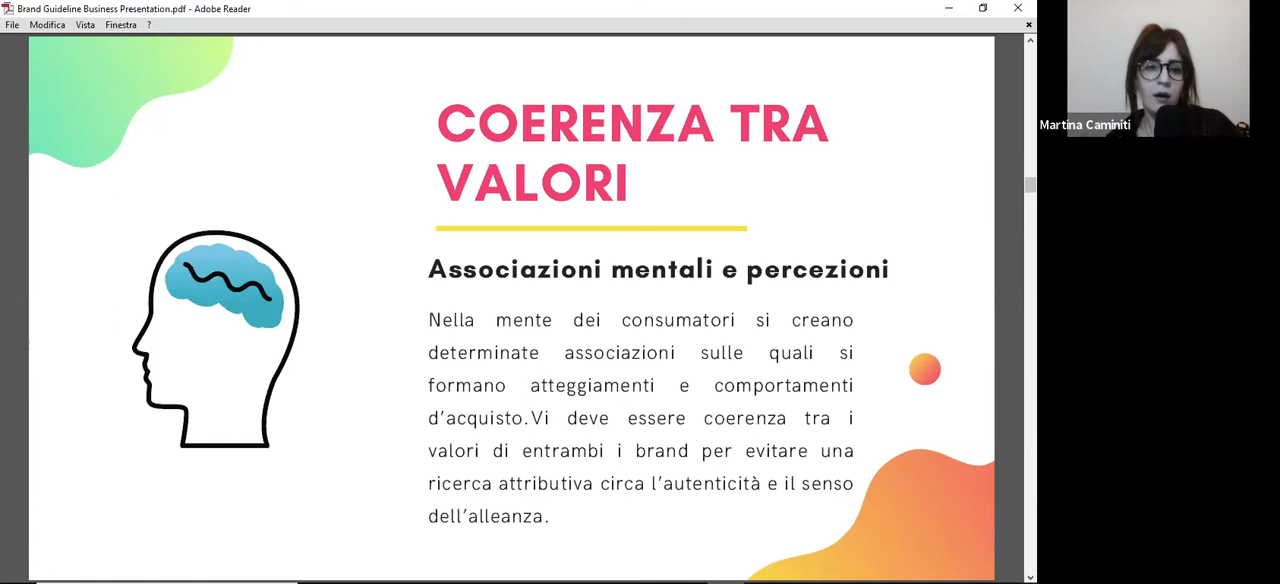 Brand Guideline Business Presentation.pdf - Adobe Reader
File Modifica Vista Finestra ?
COERENZA TRA
VALORI
Associazioni mentali e percezioni
Nella mente dei consumatori si creano
determinate associazioni sulle quali si
formano atteggiamenti e comportamenti
d’acquisto.Vi deve essere coerenza tra i
valori di entrambi i brand per evitare una
ricerca attributiva circa l’autenticità e il senso
dell’alleanza.
Martina Caminiti